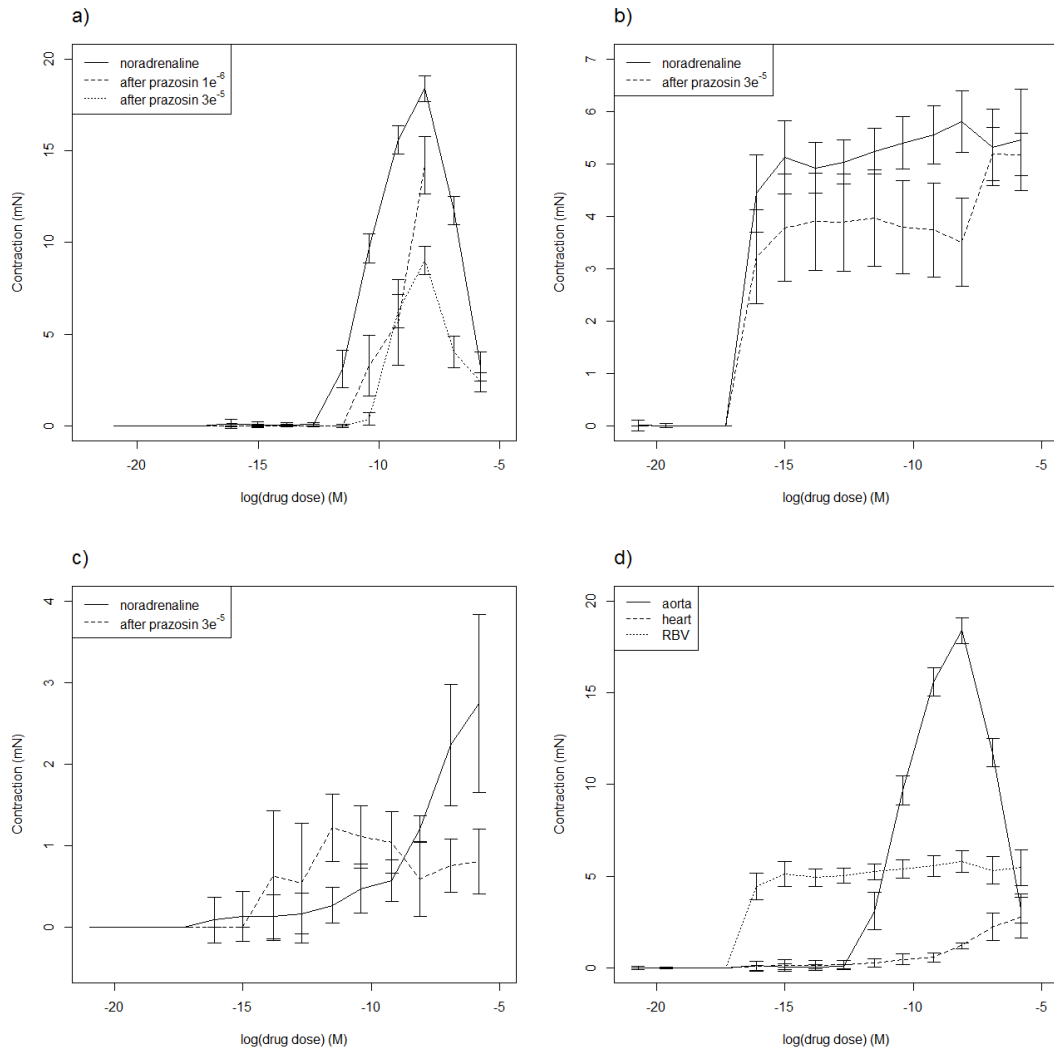 a)
noradrenaline
after prazosin 1e⁻⁶
after prazosin 3e⁻⁵
20
15
10
5
0
Contraction (mN)
-20 -15 -10 -5
log(drug dose) (M)
b)
noradrenaline
after prazosin 3e⁻⁵
7
6
5
4
3
2
1
0
Contraction (mN)
-20 -15 -10 -5
log(drug dose) (M)
c)
noradrenaline
after prazosin 3e⁻⁵
4
3
2
1
0
Contraction (mN)
-20 -15 -10 -5
log(drug dose) (M)
d)
aorta
heart
RBV
20
15
10
5
0
Contraction (mN)
-20 -15 -10 -5
log(drug dose) (M)